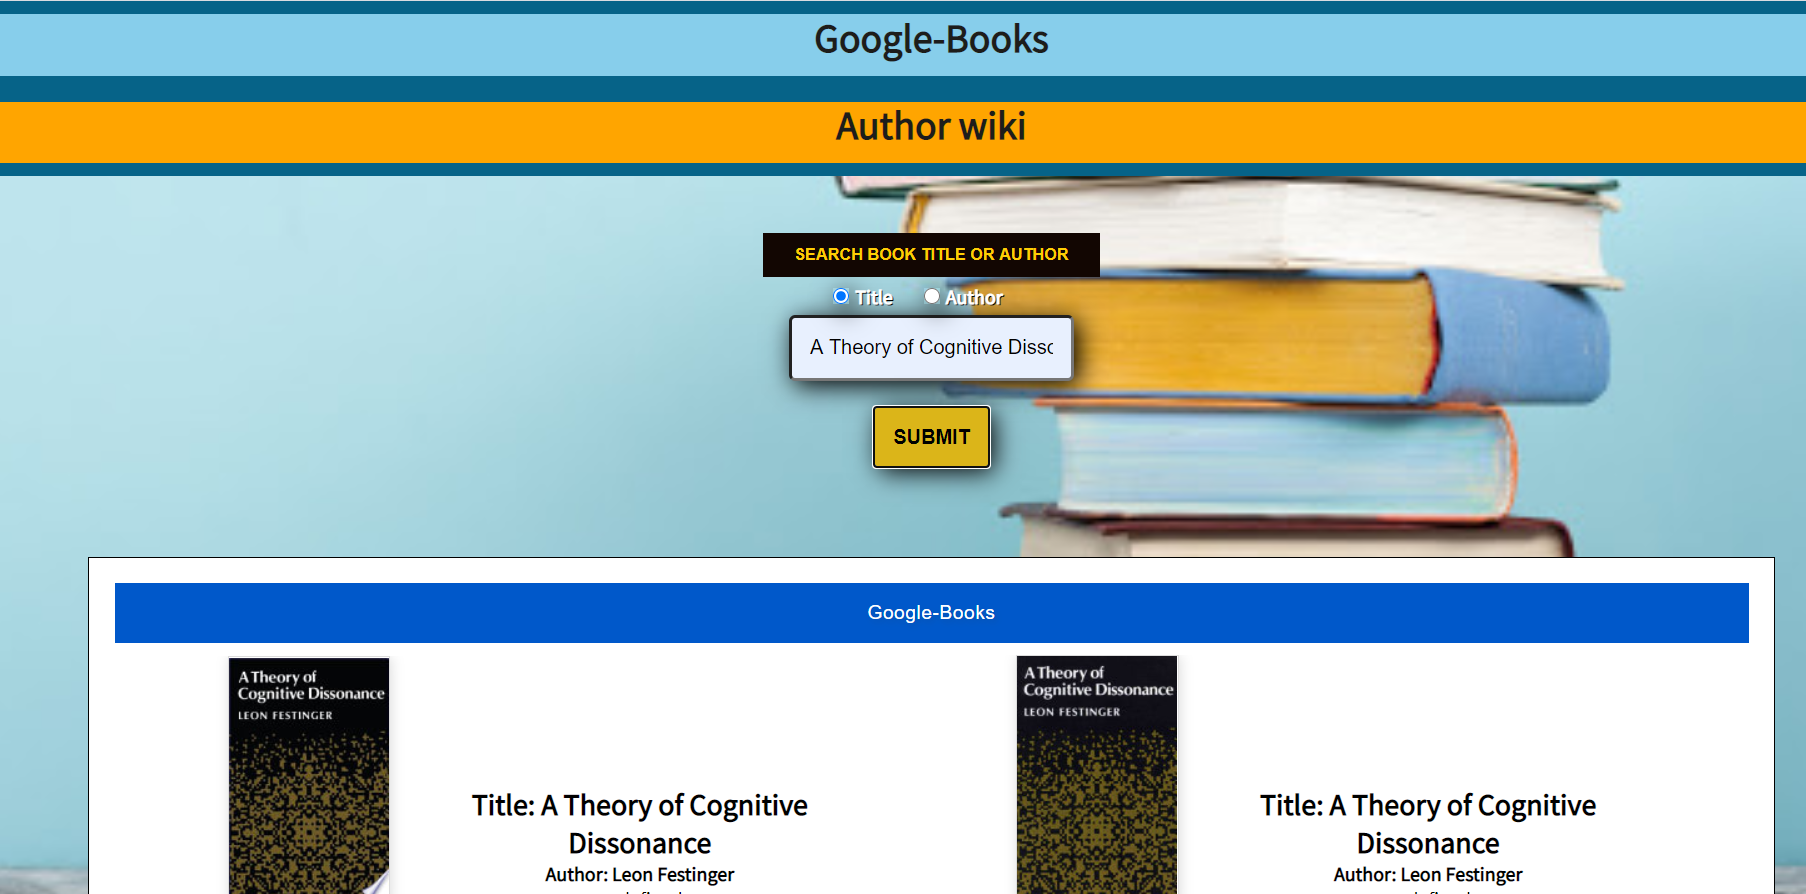 Google-Books
Author wiki
SEARCH BOOK TITLE OR AUTHOR
Title Author
A Theory of Cognitive Disso
SUBMIT
Google-Books
A Theory of
Cognitive Dissonance
LEON FESTINGER
Title: A Theory of Cognitive
Dissonance
Author: Leon Festinger
A Theory of
Cognitive Dissonance
LEON FESTINGER
Title: A Theory of Cognitive
Dissonance
Author: Leon Festinger